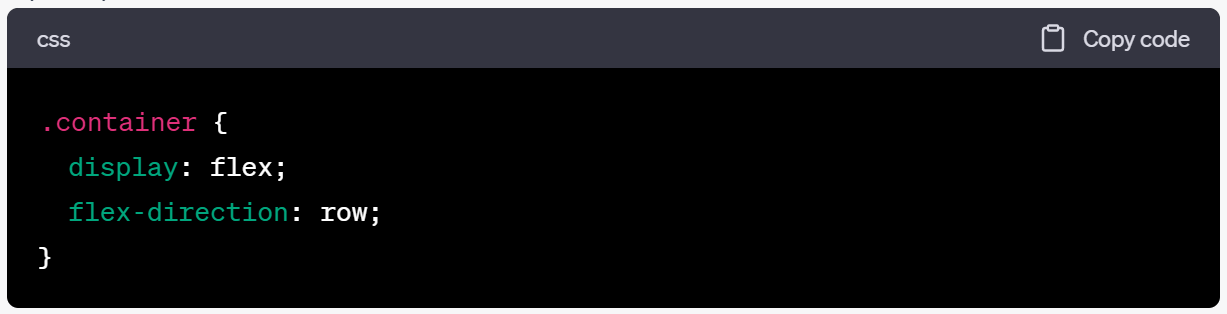 css
Copy code
.container {
  display: flex;
  flex-direction: row;
}